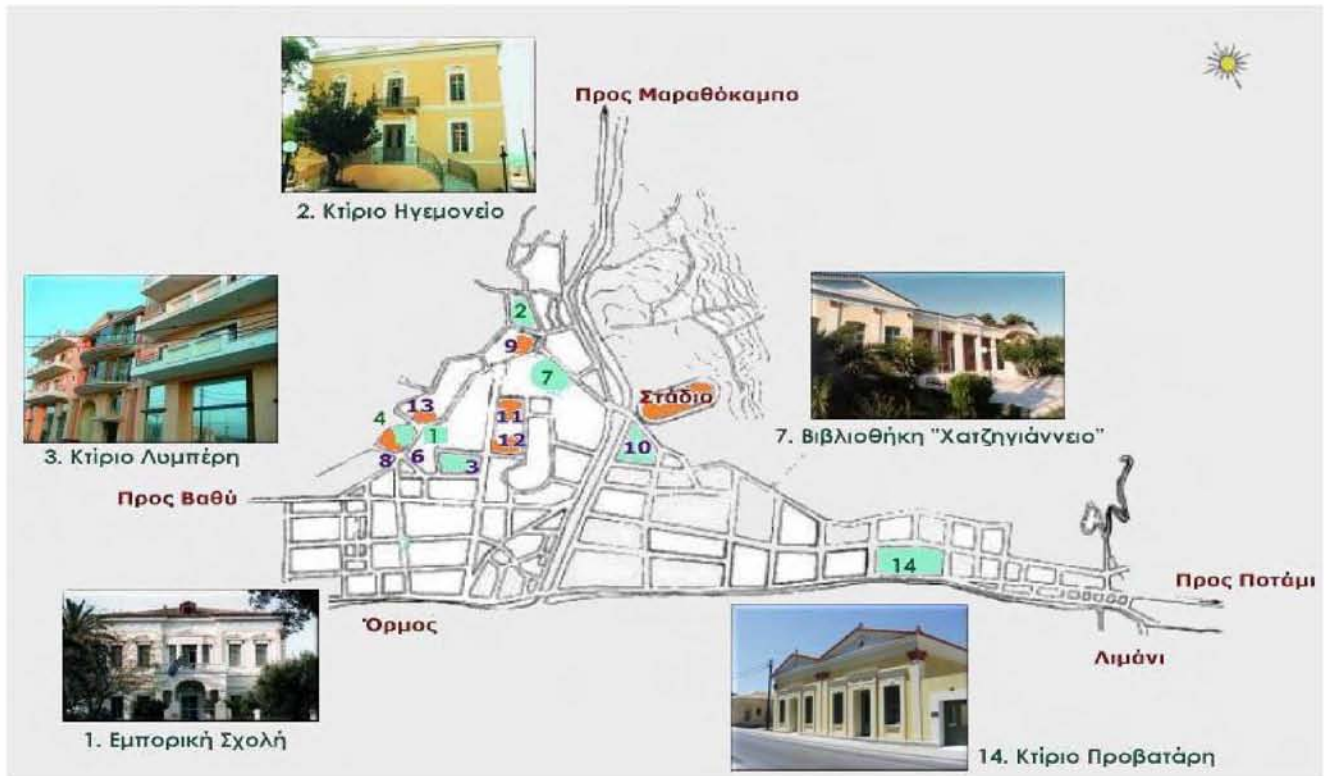 Προς Μαραθόκαμπο
2. Κτίριο Ηγεμονείο
2
9
7
Στάδιο
13
4
11
1
12
10
8
6
3
3. Κτίριο Λυμπέρη
7. Βιβλιοθήκη "Χατζηγιάννειο"
Προς Βαθύ
14
Προς Ποτάμι
Όρμος
Λιμάνι
1. Εμπορική Σχολή
14. Κτίριο Προβατάρη